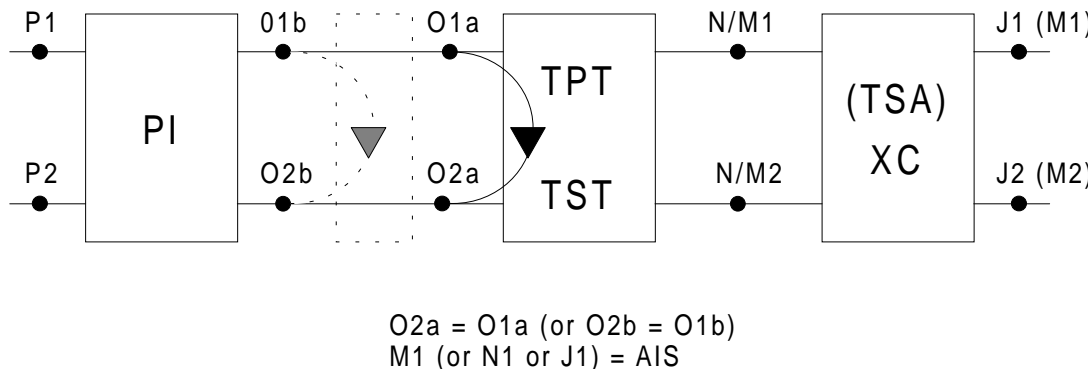 P1 01b O1a N/M1 J1 (M1)
TPT (TSA)
PI XC
P2 O2b O2a TST N/M2 J2 (M2)
O2a = O1a (or O2b = O1b)
M1 (or N1 or J1) = AIS